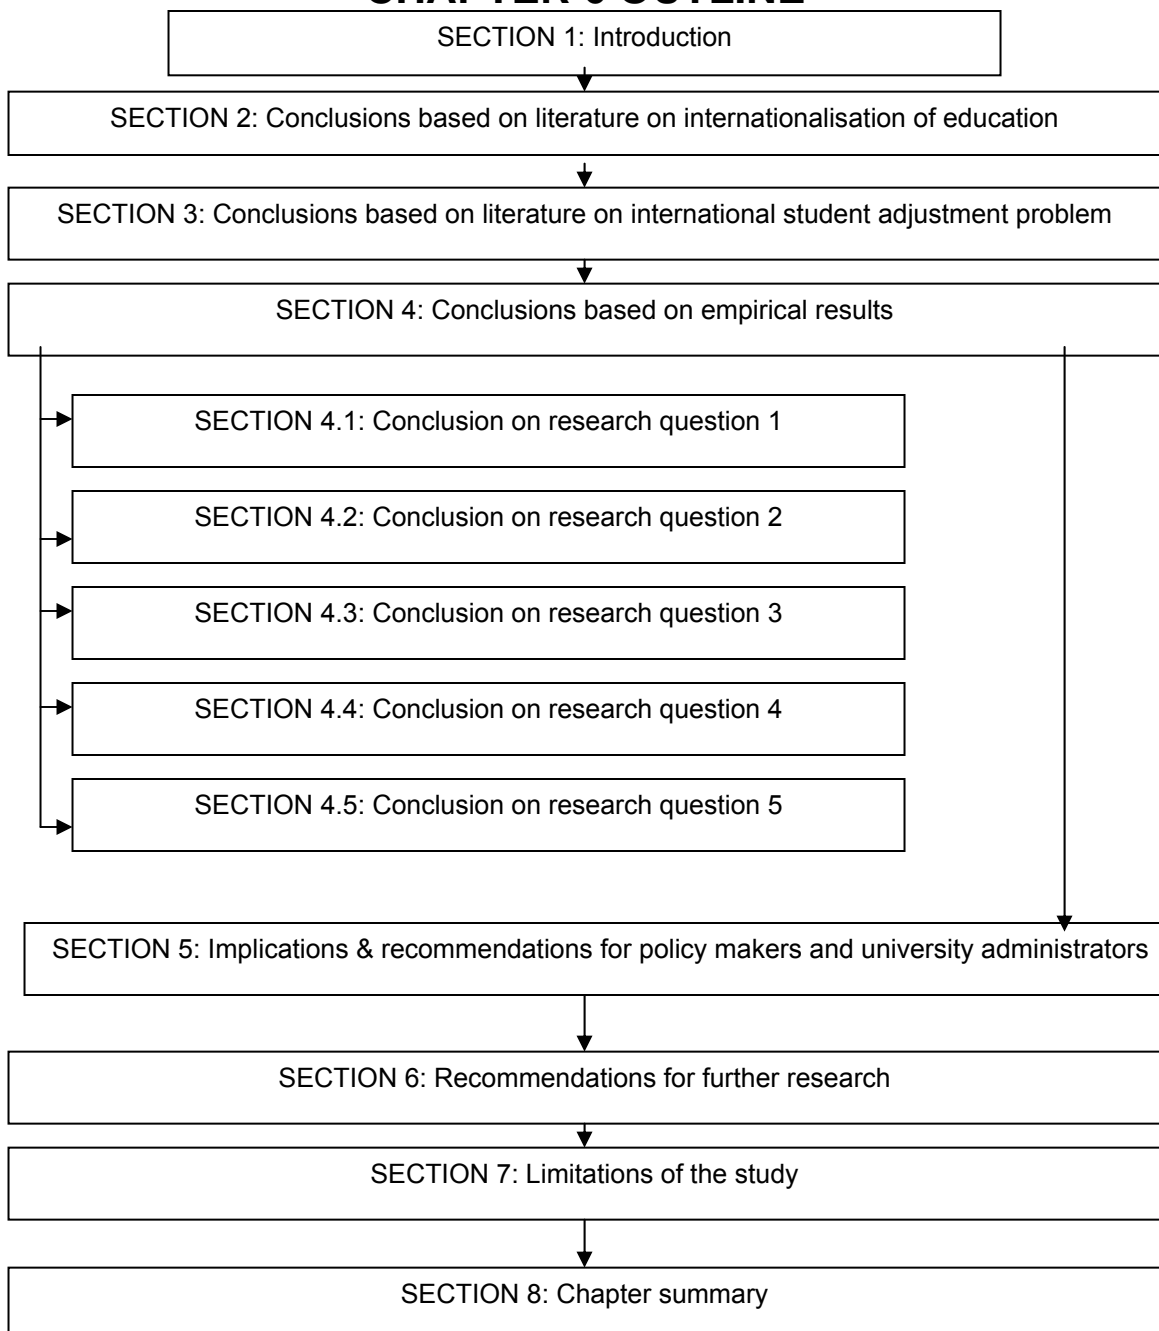 CHAPTER OUTLINE
SECTION 1: Introduction
SECTION 2: Conclusions based on literature on internationalisation of education
SECTION 3: Conclusions based on literature on international student adjustment problem
SECTION 4: Conclusions based on empirical results
SECTION 4.1: Conclusion on research question 1
SECTION 4.2: Conclusion on research question 2
SECTION 4.3: Conclusion on research question 3
SECTION 4.4: Conclusion on research question 4
SECTION 4.5: Conclusion on research question 5
SECTION 5: Implications & recommendations for policy makers and university administrators
SECTION 6: Recommendations for further research
SECTION 7: Limitations of the study
SECTION 8: Chapter summary